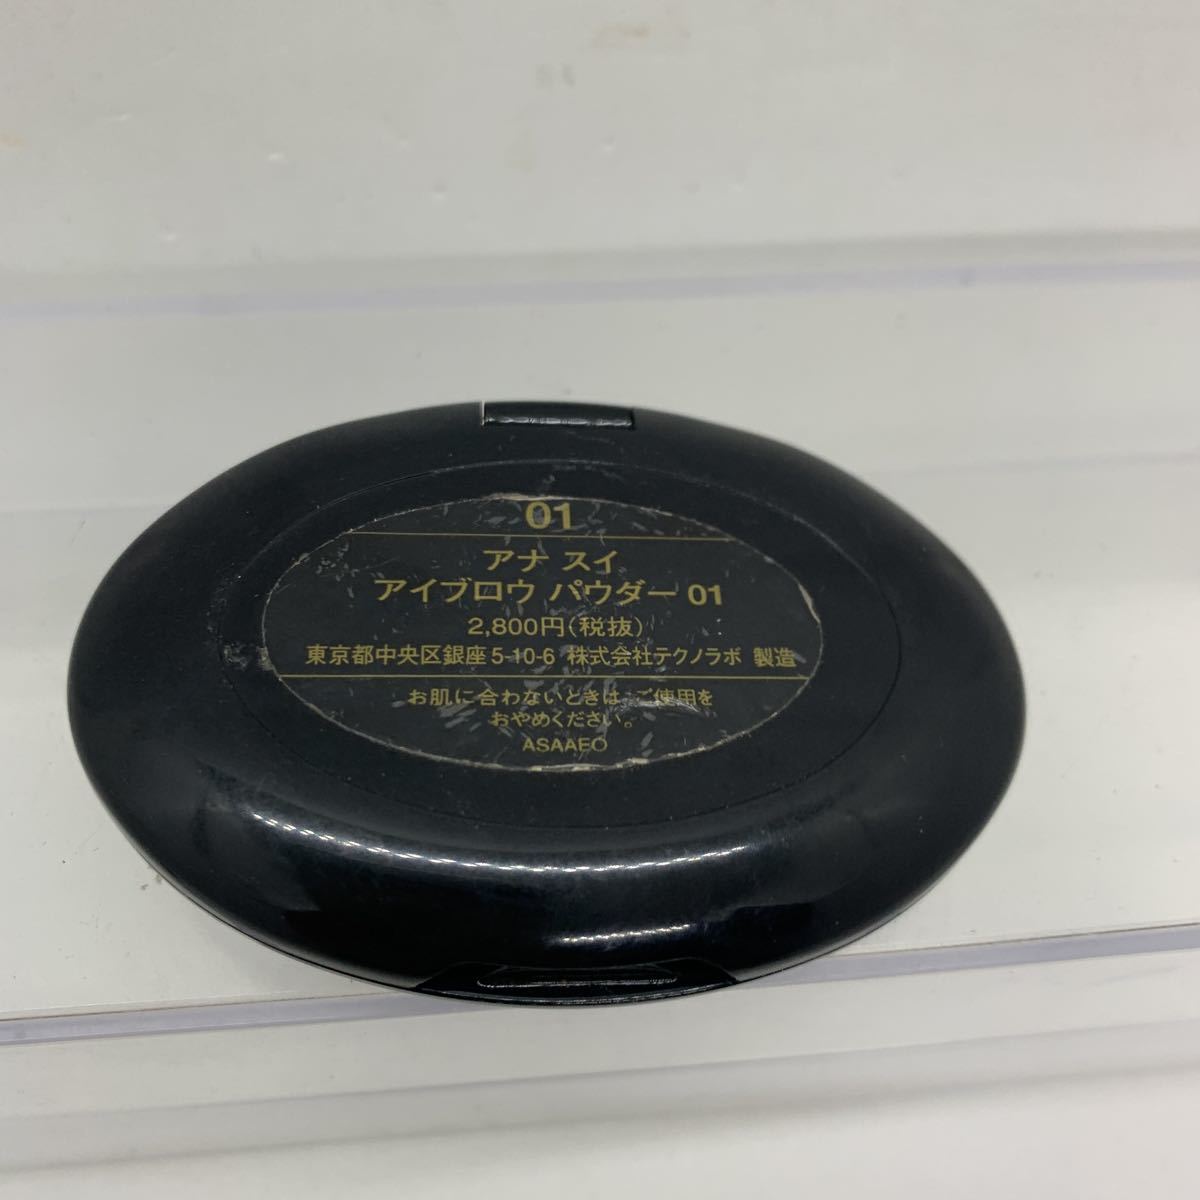 01
アナ スイ
アイブロウ パウダー 01
2,800円(税抜)
東京都中央区銀座5-10-6 株式会社テクノラボ 製造
お肌に合わないときは ご使用を
おやめください。
ASAAEO